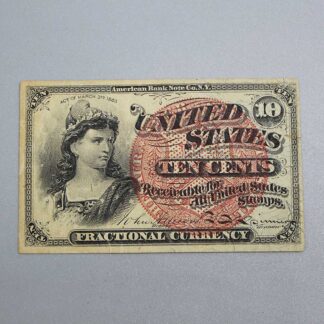 American Bank Note Co. N.Y.
ACT OF MARCH 3RD 1863.
10
UNITED
STATES
TEN CENTS
Receivable for
All United States
Stamps.
FRACTIONAL CURRENCY